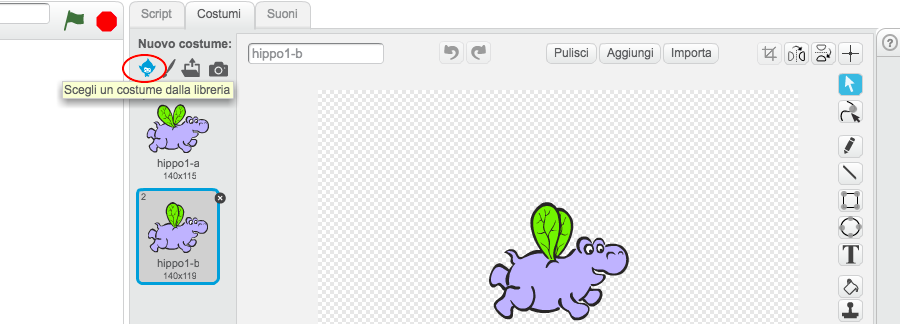 Script Costumi Suoni
Nuovo costume:
hippo1-b
Pulisci Aggiungi Importa
Scegli un costume dalla libreria
hippo1-a
140x115
2
hippo1-b
140x119
T
?